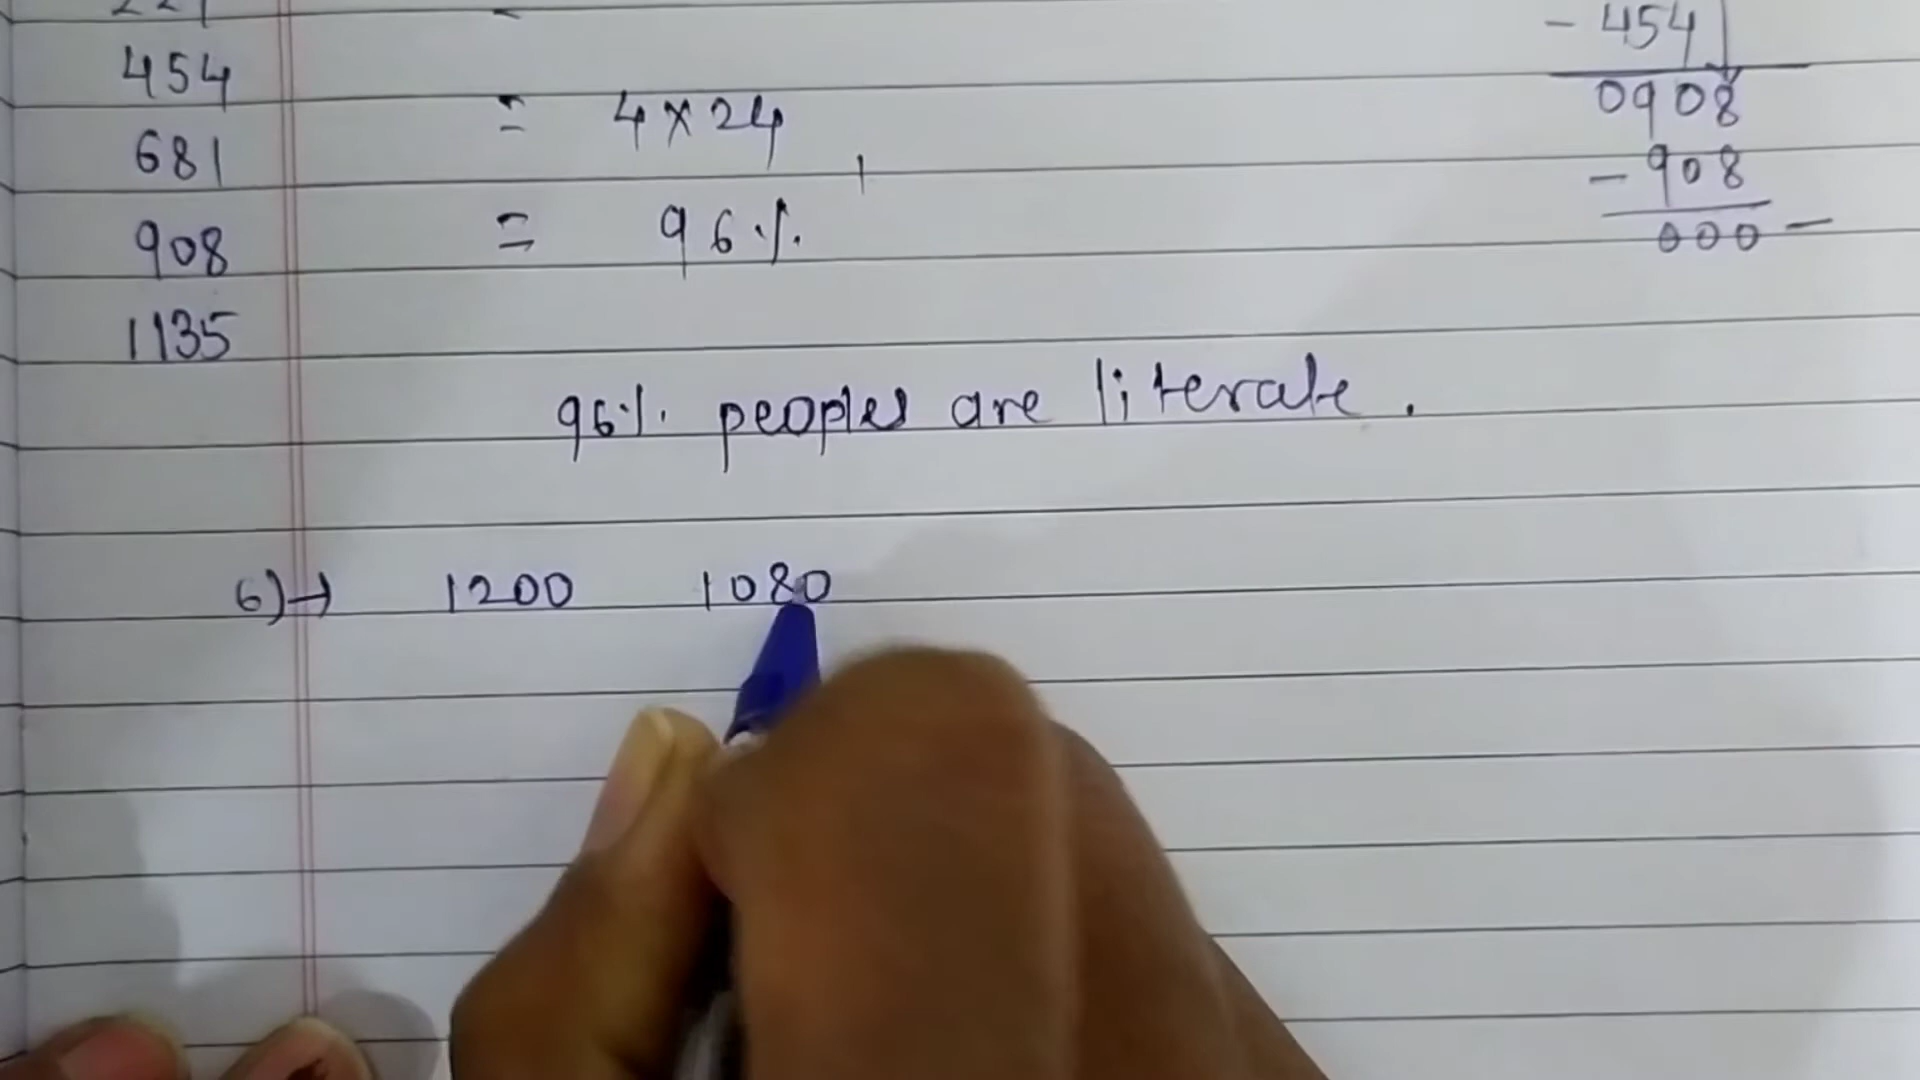 454
681
908
1135
= 4 × 24
= 96 %
96% peoples are literate.
- 454
0908
- 908
000 -
6)→ 1200 1080